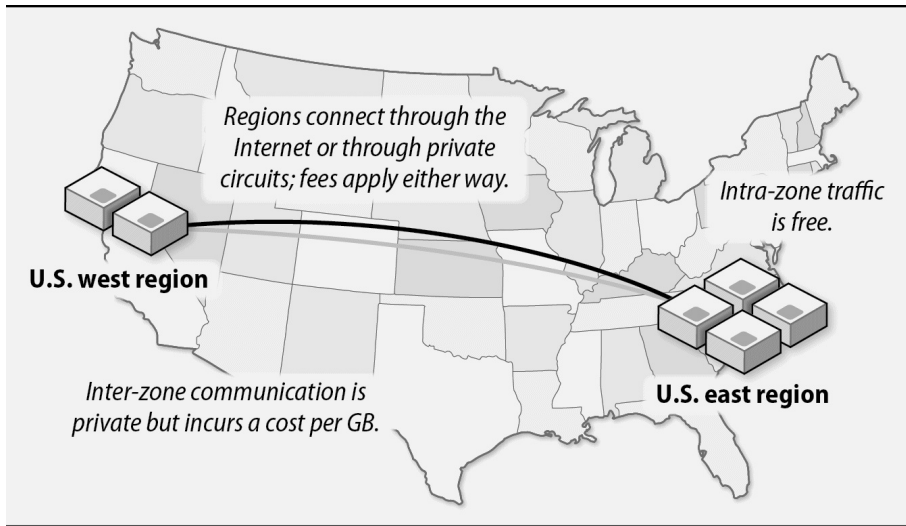 Regions connect through the
Internet or through private
circuits; fees apply either way.
Intra-zone traffic
is free.
U.S. west region
U.S. east region
Inter-zone communication is
private but incurs a cost per GB.